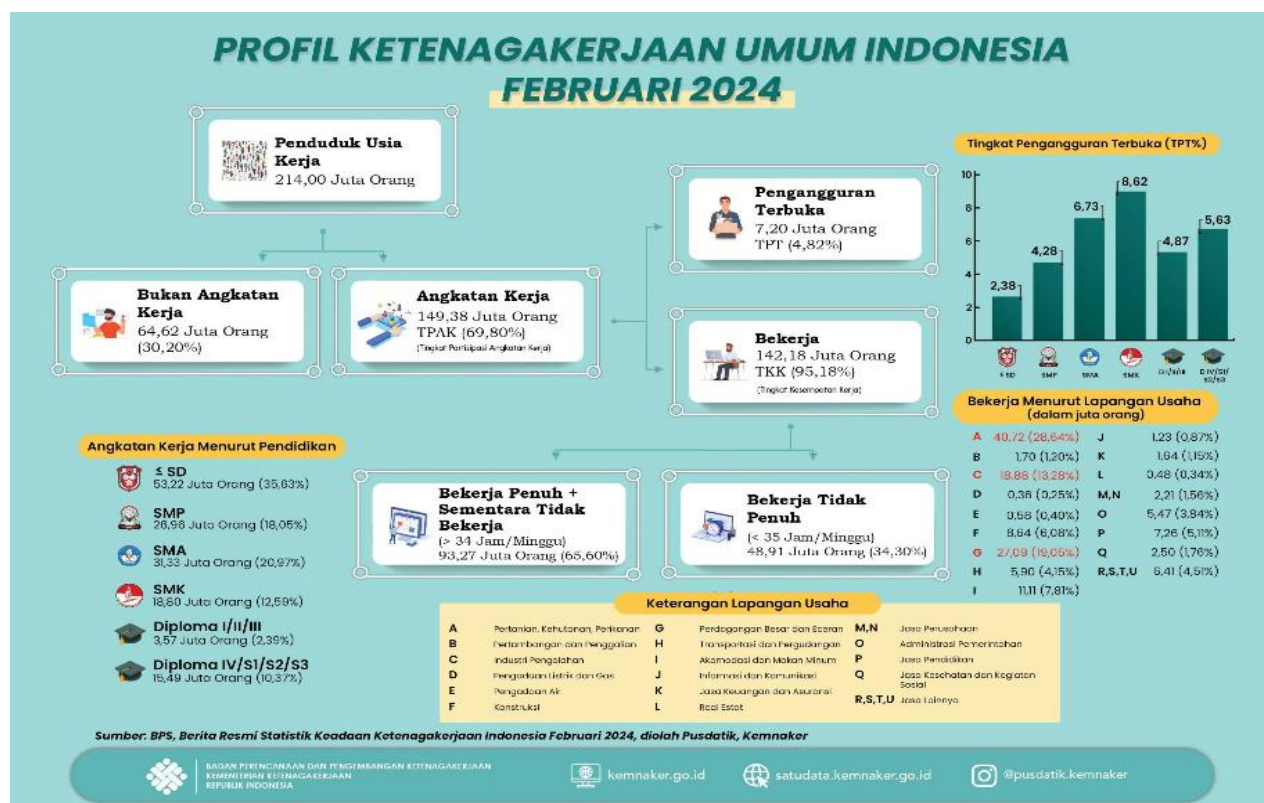 PROFIL KETENAGAKERJAAN UMUM INDONESIA
FEBRUARI 2024
Penduduk Usia
Kerja
214,00 Juta Orang
Bukan Angkatan
Kerja
64,62 Juta Orang
(30,20%)
Angkatan Kerja
149,38 Juta Orang
TPAK (69,80%)
(Tingkat Partisipasi Angkatan Kerja)
Pengangguran
Terbuka
7,20 Juta Orang
TPT (4,82%)
Bekerja
142,18 Juta Orang
TKK (95,18%)
(Tingkat Kesempatan Kerja)
Bekerja Penuh +
Sementara Tidak
Bekerja
(> 34 Jam/Minggu)
93,27 Juta Orang (65,60%)
Bekerja Tidak
Penuh
(< 35 Jam/Minggu)
48,91 Juta Orang (34,30%)
Tingkat Pengangguran Terbuka (TPT%)
10
8
6
4
2
0
2,38
4,28
6,73
8,62
4,87
5,63
≤ SD
SMP
SMA
SMK
D I/II/III
D IV/S1/
S2/S3
Bekerja Menurut Lapangan Usaha
(dalam juta orang)
A 40,72 (28,64%) J 1,23 (0,87%)
B 1,70 (1,20%) K 1,64 (1,15%)
C 18,88 (13,28%) L 0,48 (0,34%)
D 0,36 (0,25%) M,N 2,21 (1,56%)
E 0,58 (0,40%) O 5,47 (3,84%)
F 8,64 (6,08%) P 7,26 (5,11%)
G 27,09 (19,05%) Q 2,50 (1,76%)
H 5,90 (4,15%) R,S,T,U 6,41 (4,51%)
I 11,11 (7,81%)
Angkatan Kerja Menurut Pendidikan
≤ SD
53,22 Juta Orang (35,63%)
SMP
26,96 Juta Orang (18,05%)
SMA
31,33 Juta Orang (20,97%)
SMK
18,80 Juta Orang (12,59%)
Diploma I/II/III
3,57 Juta Orang (2,39%)
Diploma IV/S1/S2/S3
15,49 Juta Orang (10,37%)
Keterangan Lapangan Usaha
A Pertanian, Kehutanan, Perikanan
B Pertambangan dan Penggalian
C Industri Pengolahan
D Pengadaan Listrik dan Gas
E Pengadaan Air
F Konstruksi
G Perdagangan Besar dan Eceran
H Transportasi dan Pergudangan
I Akomodasi dan Makan Minum
J Informasi dan Komunikasi
K Jasa Keuangan dan Asuransi
L Real Estat
M,N Jasa Perusahaan
O Administrasi Pemerintahan
P Jasa Pendidikan
Q Jasa Kesehatan dan Kegiatan
Sosial
R,S,T,U Jasa Lainnya
Sumber: BPS, Berita Resmi Statistik Keadaan Ketenagakerjaan Indonesia Februari 2024, diolah Pusdatik, Kemnaker
BADAN PERENCANAAN DAN PENGEMBANGAN KETENAGAKERJAAN
KEMENTERIAN KETENAGAKERJAAN
REPUBLIK INDONESIA
kemnaker.go.id
satudata.kemnaker.go.id
@pusdatik.kemnaker